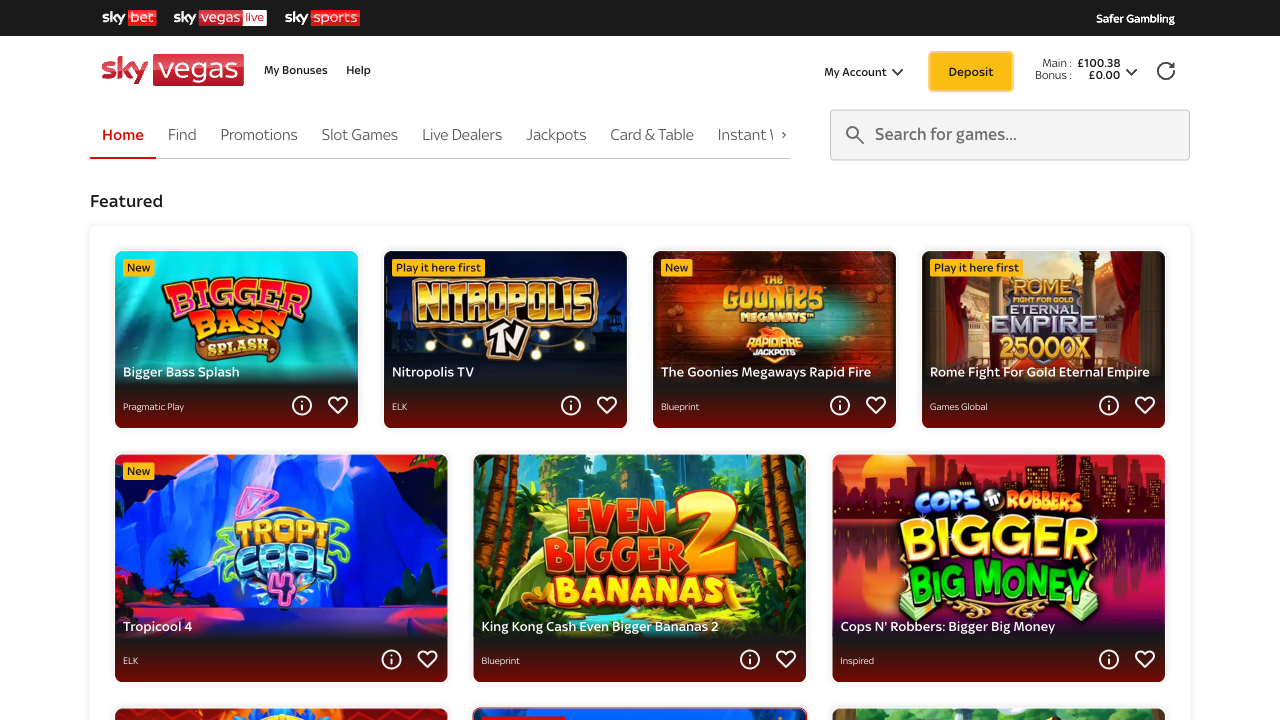 sky bet sky vegas live sky sports Safer Gambling
sky vegas My Bonuses Help My Account Deposit Main : £100.38
Bonus : £0.00
Home Find Promotions Slot Games Live Dealers Jackpots Card & Table Instant
Search for games...
Featured
New
BIGGER
BASS
SPLASH
Bigger Bass Splash
Pragmatic Play
Play it here first
NITROPOLIS
TV
Nitropolis TV
ELK
New
THE
GOONIES
MEGAWAYS™
RAPID FIRE
JACKPOTS
The Goonies Megaways Rapid Fire
Blueprint
Play it here first
ROME
FIGHT FOR GOLD
ETERNAL
EMPIRE™
25000X
Rome Fight For Gold Eternal Empire
Games Global
New
TROPI
COOL
4
Tropicool 4
ELK
EVEN
BIGGER 2
BANANAS
King Kong Cash Even Bigger Bananas 2
Blueprint
COPS 'n' ROBBERS
BIGGER
BIG MONEY
Cops N' Robbers: Bigger Big Money
Inspired